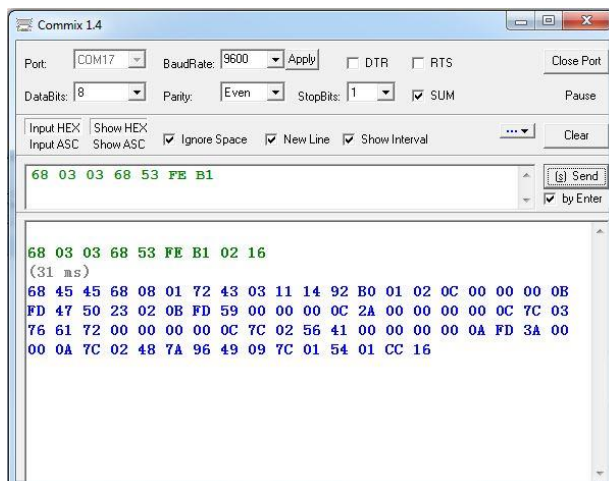 Commix 1.4
Port: COM17 BaudRate: 9600 Apply DTR RTS Close Port
DataBits: 8 Parity: Even StopBits: 1 SUM Pause
Input HEX Show HEX
Input ASC Show ASC Ignore Space New Line Show Interval ... Clear
68 03 03 68 53 FE B1 (s) Send
by Enter
68 03 03 68 53 FE B1 02 16
(31 ms)
68 45 45 68 08 01 72 43 03 11 14 92 B0 01 02 0C 00 00 00 0B
FD 47 50 23 02 0B FD 59 00 00 00 0C 2A 00 00 00 00 0C 7C 03
76 61 72 00 00 00 00 0C 7C 02 56 41 00 00 00 00 0A FD 3A 00
00 0A 7C 02 48 7A 96 49 09 7C 01 54 01 CC 16